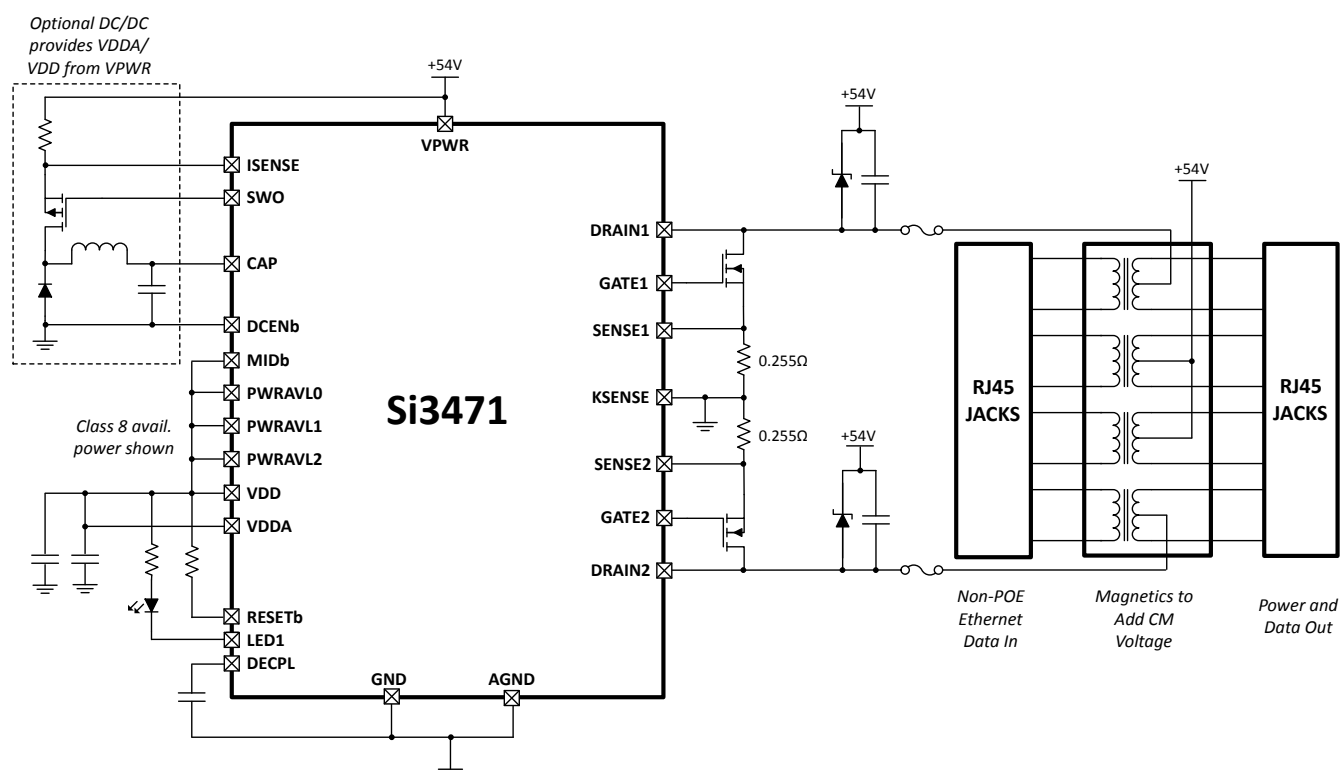 Optional DC/DC
provides VDDA/
VDD from VPWR
+54V
VPWR
ISENSE
SWO
CAP
DCENb
MIDb
PWRAVL0
PWRAVL1
PWRAVL2
VDD
VDDA
RESETb
LED1
DECPL
Class 8 avail.
power shown
Si3471
GND
AGND
DRAIN1
GATE1
SENSE1
KSENSE
SENSE2
GATE2
DRAIN2
0.255Ω
0.255Ω
+54V
+54V
+54V
RJ45
JACKS
RJ45
JACKS
Non-POE
Ethernet
Data In
Magnetics to
Add CM
Voltage
Power and
Data Out